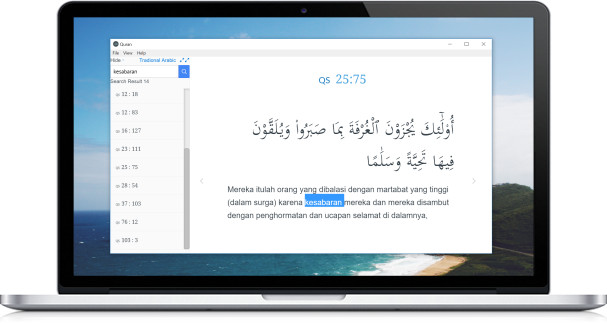 Quran
File View Help
Hide
Tradional Arabic
kesabaran
Search Result 14
12 : 18
12 : 83
16 : 127
23 : 111
25 : 75
28 : 54
37 : 103
76 : 12
103 : 3
QS 25:75
أُو۟لَٰٓئِكَ يُجْزَوْنَ ٱلْغُرْفَةَ بِمَا صَبَرُوا۟ وَيُلَقَّوْنَ
فِيهَا تَحِيَّةً وَسَلَٰمًا
Mereka itulah orang yang dibalasi dengan martabat yang tinggi
(dalam surga) karena kesabaran mereka dan mereka disambut
dengan penghormatan dan ucapan selamat di dalamnya,